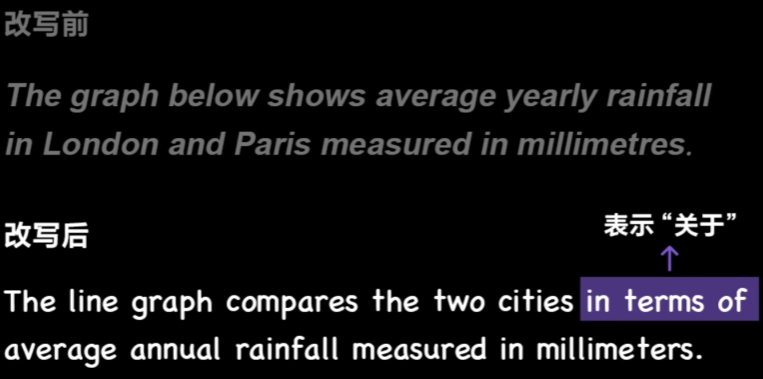 改写前
The graph below shows average yearly rainfall
in London and Paris measured in millimetres.
改写后
表示“关于”
↑
The line graph compares the two cities in terms of
average annual rainfall measured in millimeters.